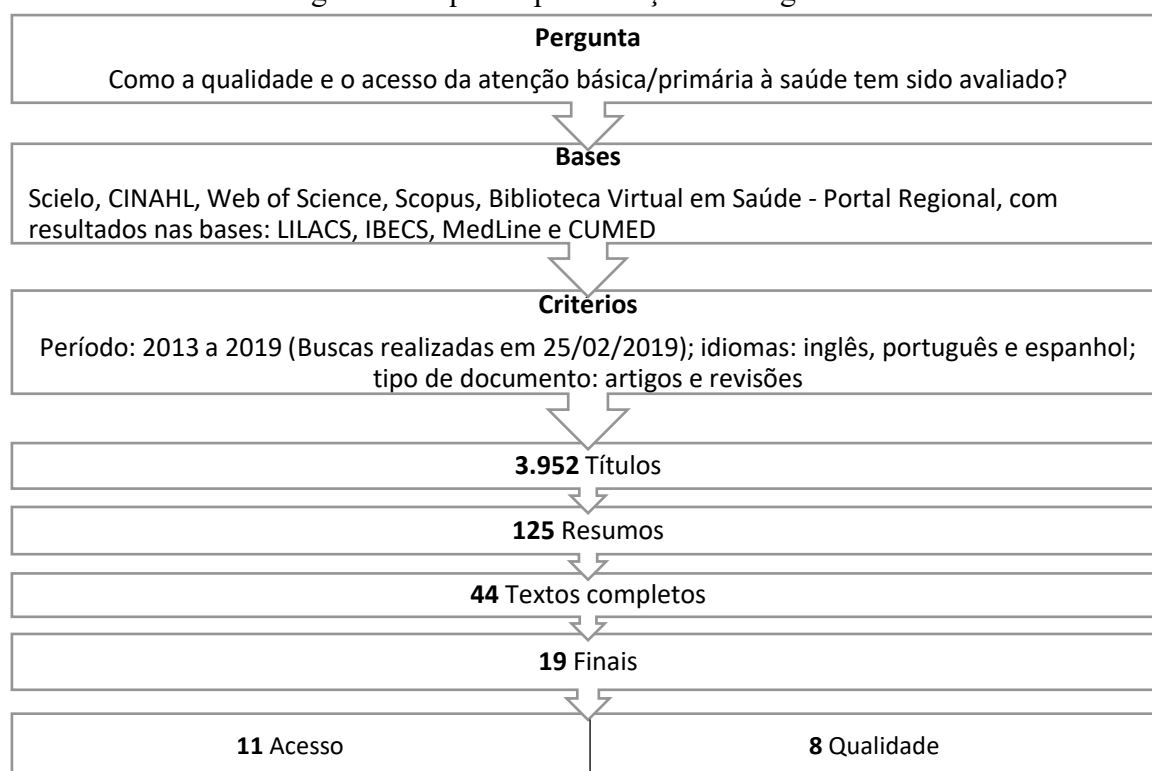 Pergunta
Como a qualidade e o acesso da atenção básica/primária à saúde tem sido avaliado?
Bases
Scielo, CINAHL, Web of Science, Scopus, Biblioteca Virtual em Saúde - Portal Regional, com
resultados nas bases: LILACS, IBECS, MedLine e CUMED
Critérios
Período: 2013 a 2019 (Buscas realizadas em 25/02/2019); idiomas: inglês, português e espanhol;
tipo de documento: artigos e revisões
3.952 Títulos
125 Resumos
44 Textos completos
19 Finais
11 Acesso
8 Qualidade